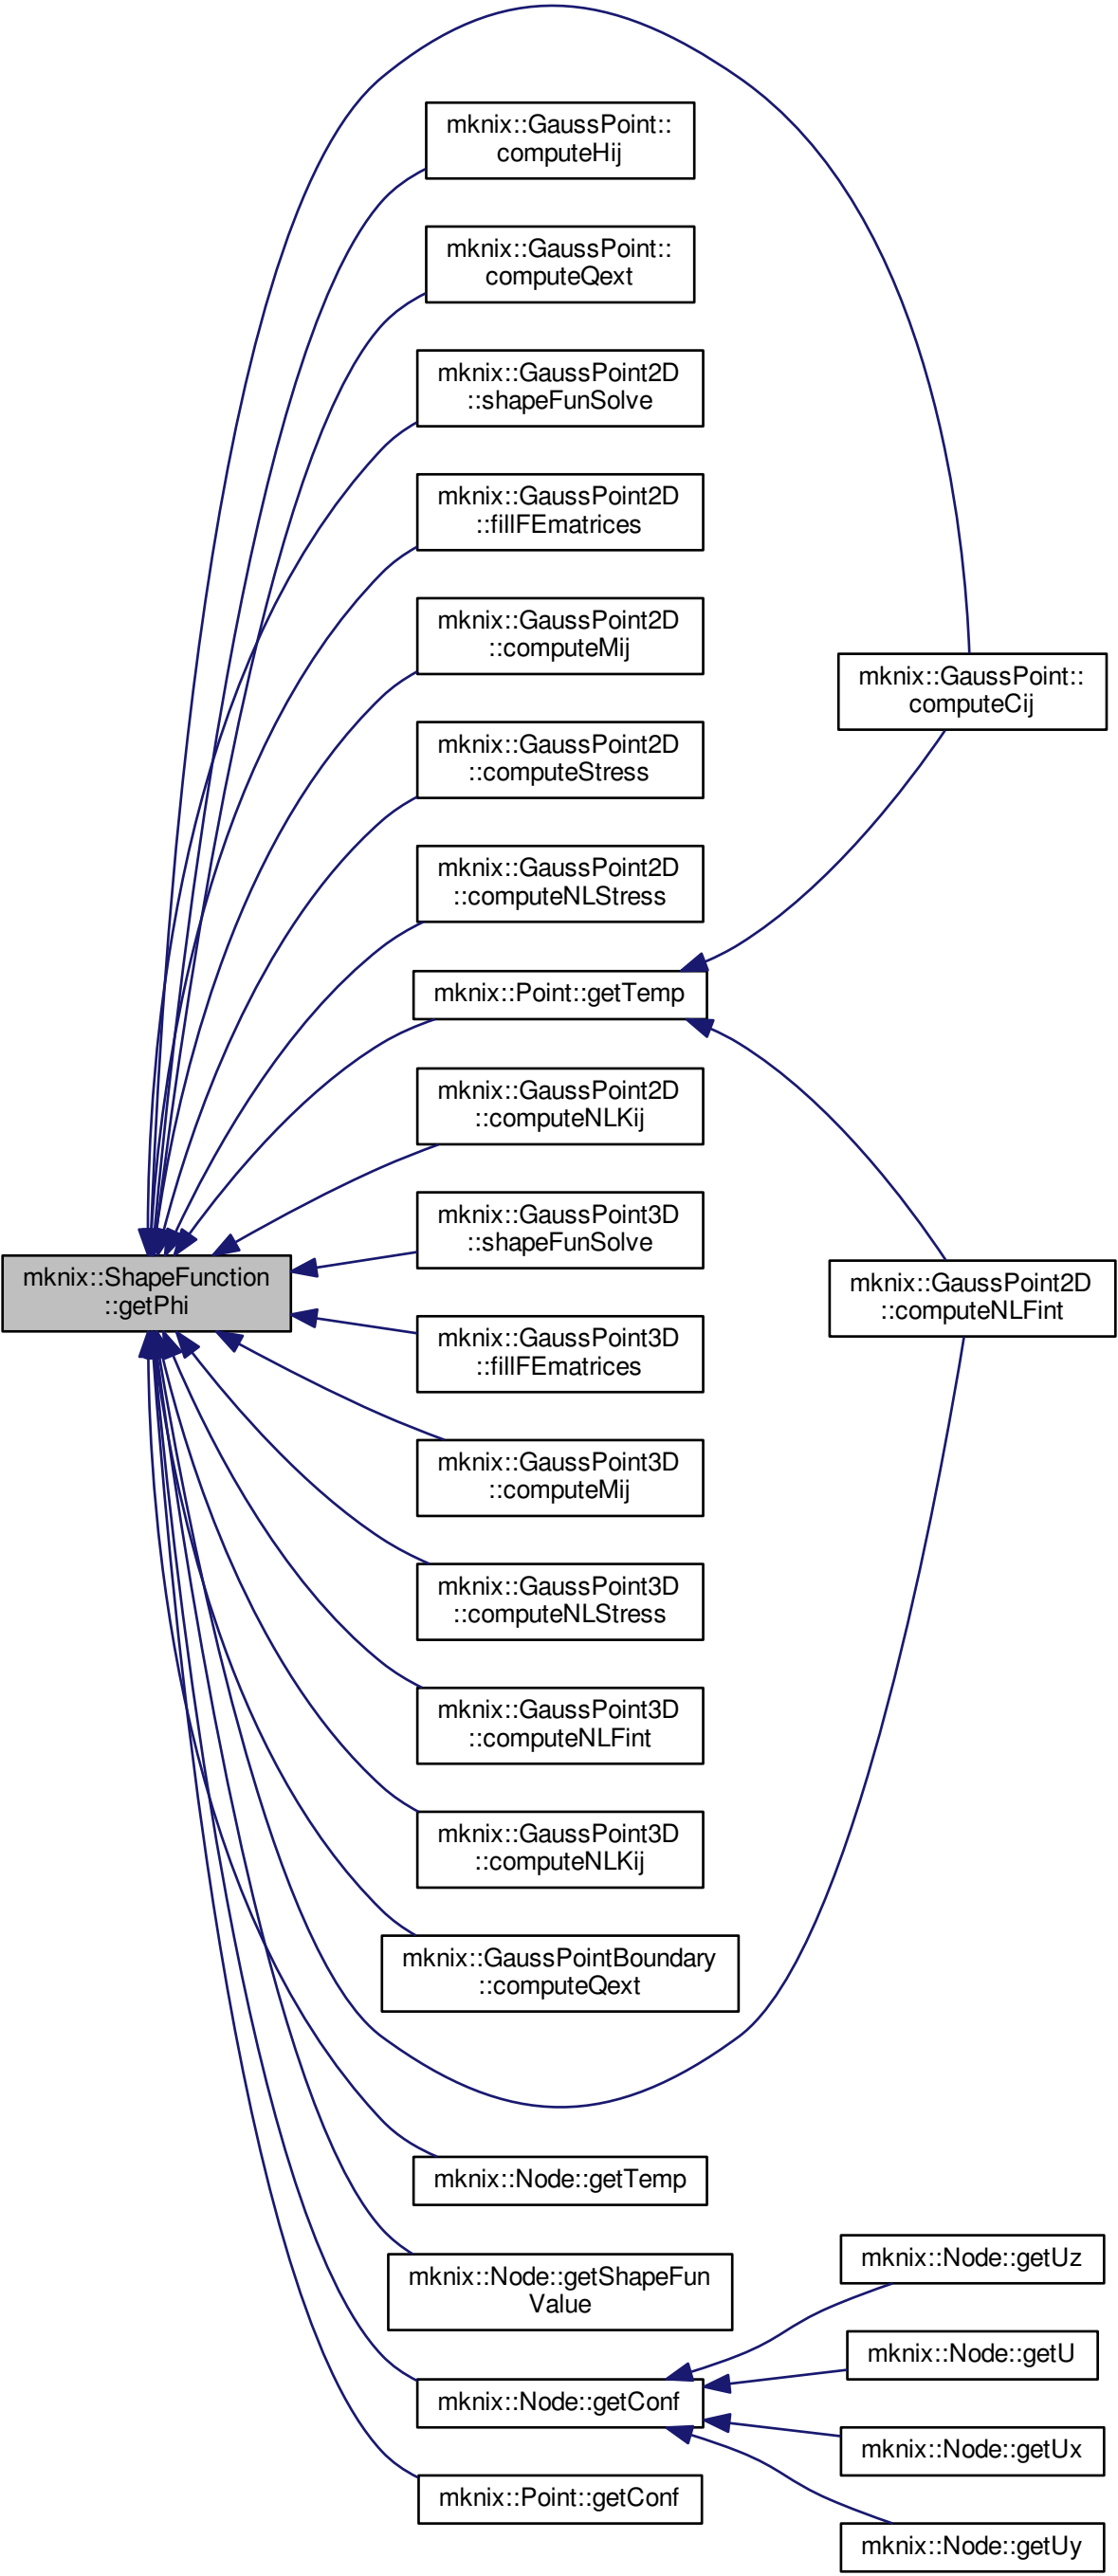 mknix::GaussPoint::
computeHij
mknix::GaussPoint::
computeQext
mknix::GaussPoint2D
::shapeFunSolve
mknix::GaussPoint2D
::fillFEmatrices
mknix::GaussPoint2D
::computeMij
mknix::GaussPoint::
computeCij
mknix::GaussPoint2D
::computeStress
mknix::GaussPoint2D
::computeNLStress
mknix::Point::getTemp
mknix::GaussPoint2D
::computeNLKij
mknix::GaussPoint3D
::shapeFunSolve
mknix::ShapeFunction
::getPhi
mknix::GaussPoint2D
::computeNLFint
mknix::GaussPoint3D
::fillFEmatrices
mknix::GaussPoint3D
::computeMij
mknix::GaussPoint3D
::computeNLStress
mknix::GaussPoint3D
::computeNLFint
mknix::GaussPoint3D
::computeNLKij
mknix::GaussPointBoundary
::computeQext
mknix::Node::getTemp
mknix::Node::getShapeFun
Value
mknix::Node::getUz
mknix::Node::getU
mknix::Node::getConf
mknix::Node::getUx
mknix::Point::getConf
mknix::Node::getUy